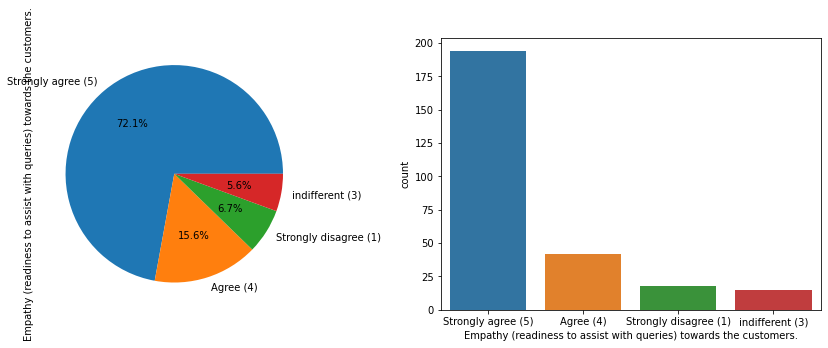 Empathy (readiness to assist with queries) towards the customers.
Strongly agree (5)
72.1%
5.6%
indifferent (3)
6.7%
15.6%
Strongly disagree (1)
Agree (4)
count
200
175
150
125
100
75
50
25
0
Strongly agree (5) Agree (4) Strongly disagree (1) indifferent (3)
Empathy (readiness to assist with queries) towards the customers.